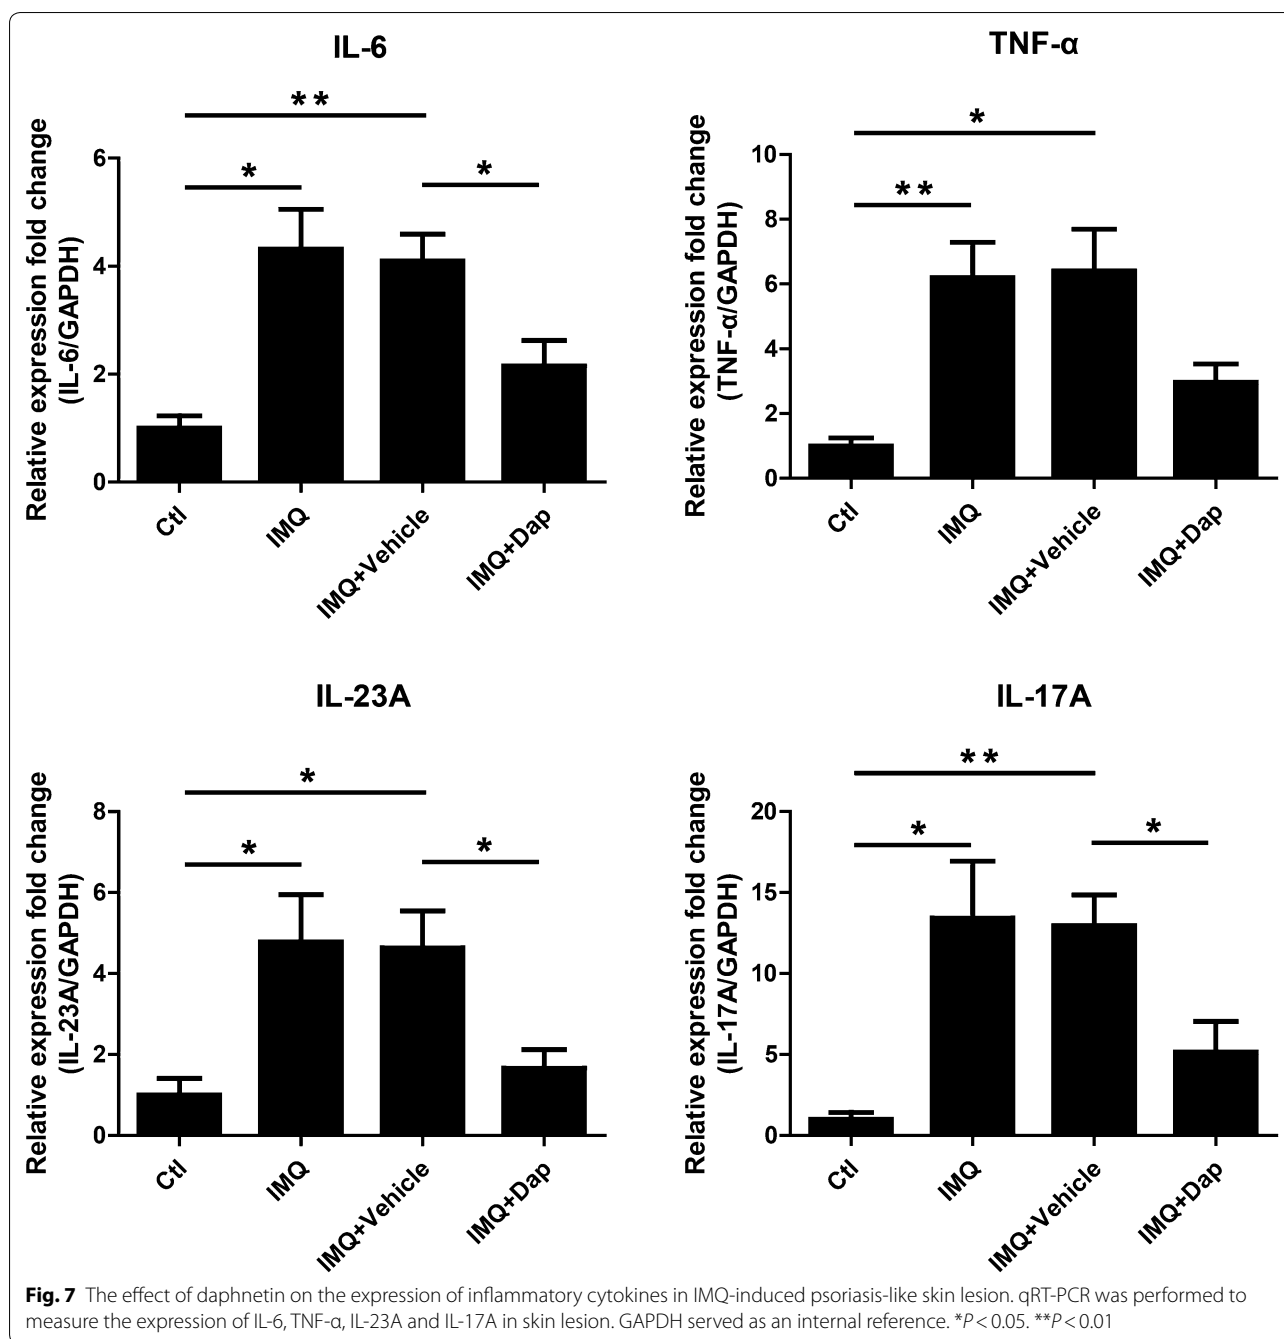 IL-6
Relative expression fold change
(IL-6/GAPDH)
6
4
2
0
**
*
*
Ctl
IMQ
IMQ+Vehicle
IMQ+Dap
TNF-α
Relative expression fold change
(TNF-α/GAPDH)
10
8
6
4
2
0
*
**
Ctl
IMQ
IMQ+Vehicle
IMQ+Dap
IL-23A
Relative expression fold change
(IL-23A/GAPDH)
8
6
4
2
0
*
*
*
Ctl
IMQ
IMQ+Vehicle
IMQ+Dap
IL-17A
Relative expression fold change
(IL-17A/GAPDH)
20
15
10
5
0
**
*
*
Ctl
IMQ
IMQ+Vehicle
IMQ+Dap
Fig. 7 The effect of daphnetin on the expression of inflammatory cytokines in IMQ-induced psoriasis-like skin lesion. qRT-PCR was performed to
measure the expression of IL-6, TNF-α, IL-23A and IL-17A in skin lesion. GAPDH served as an internal reference. *P < 0.05. **P < 0.01